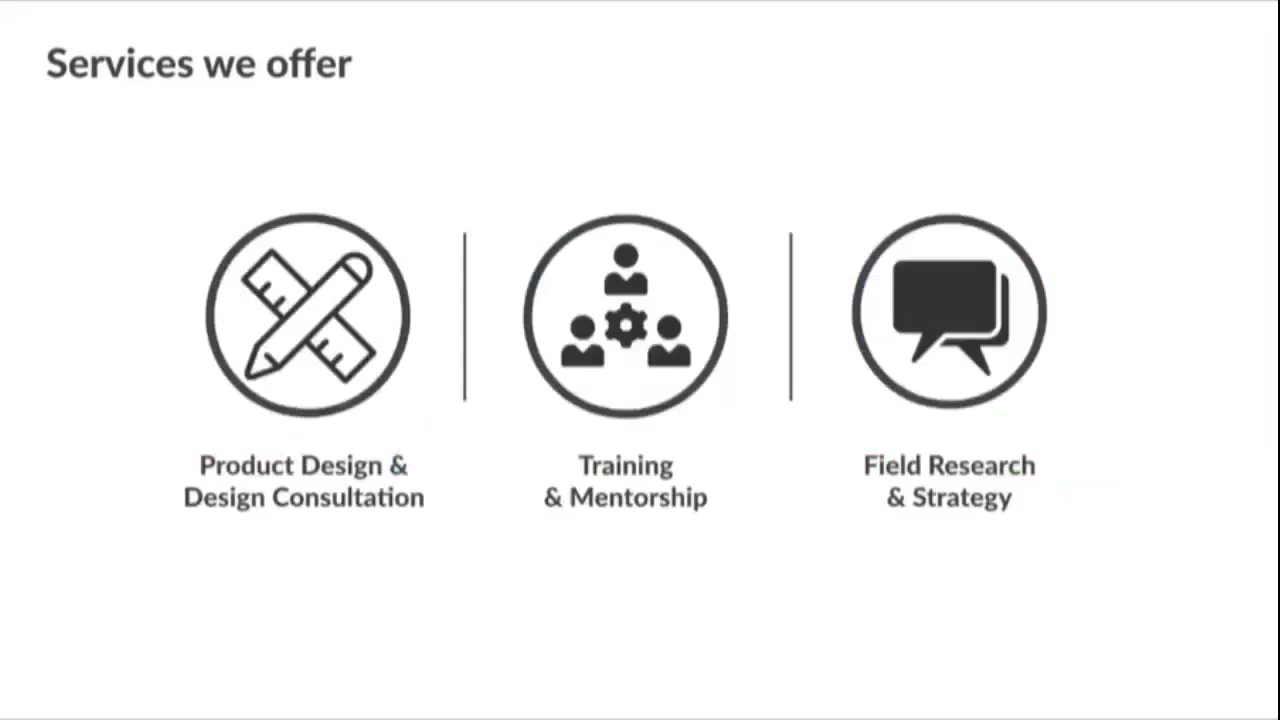 Services we offer
Product Design &
Design Consultation
Training
& Mentorship
Field Research
& Strategy